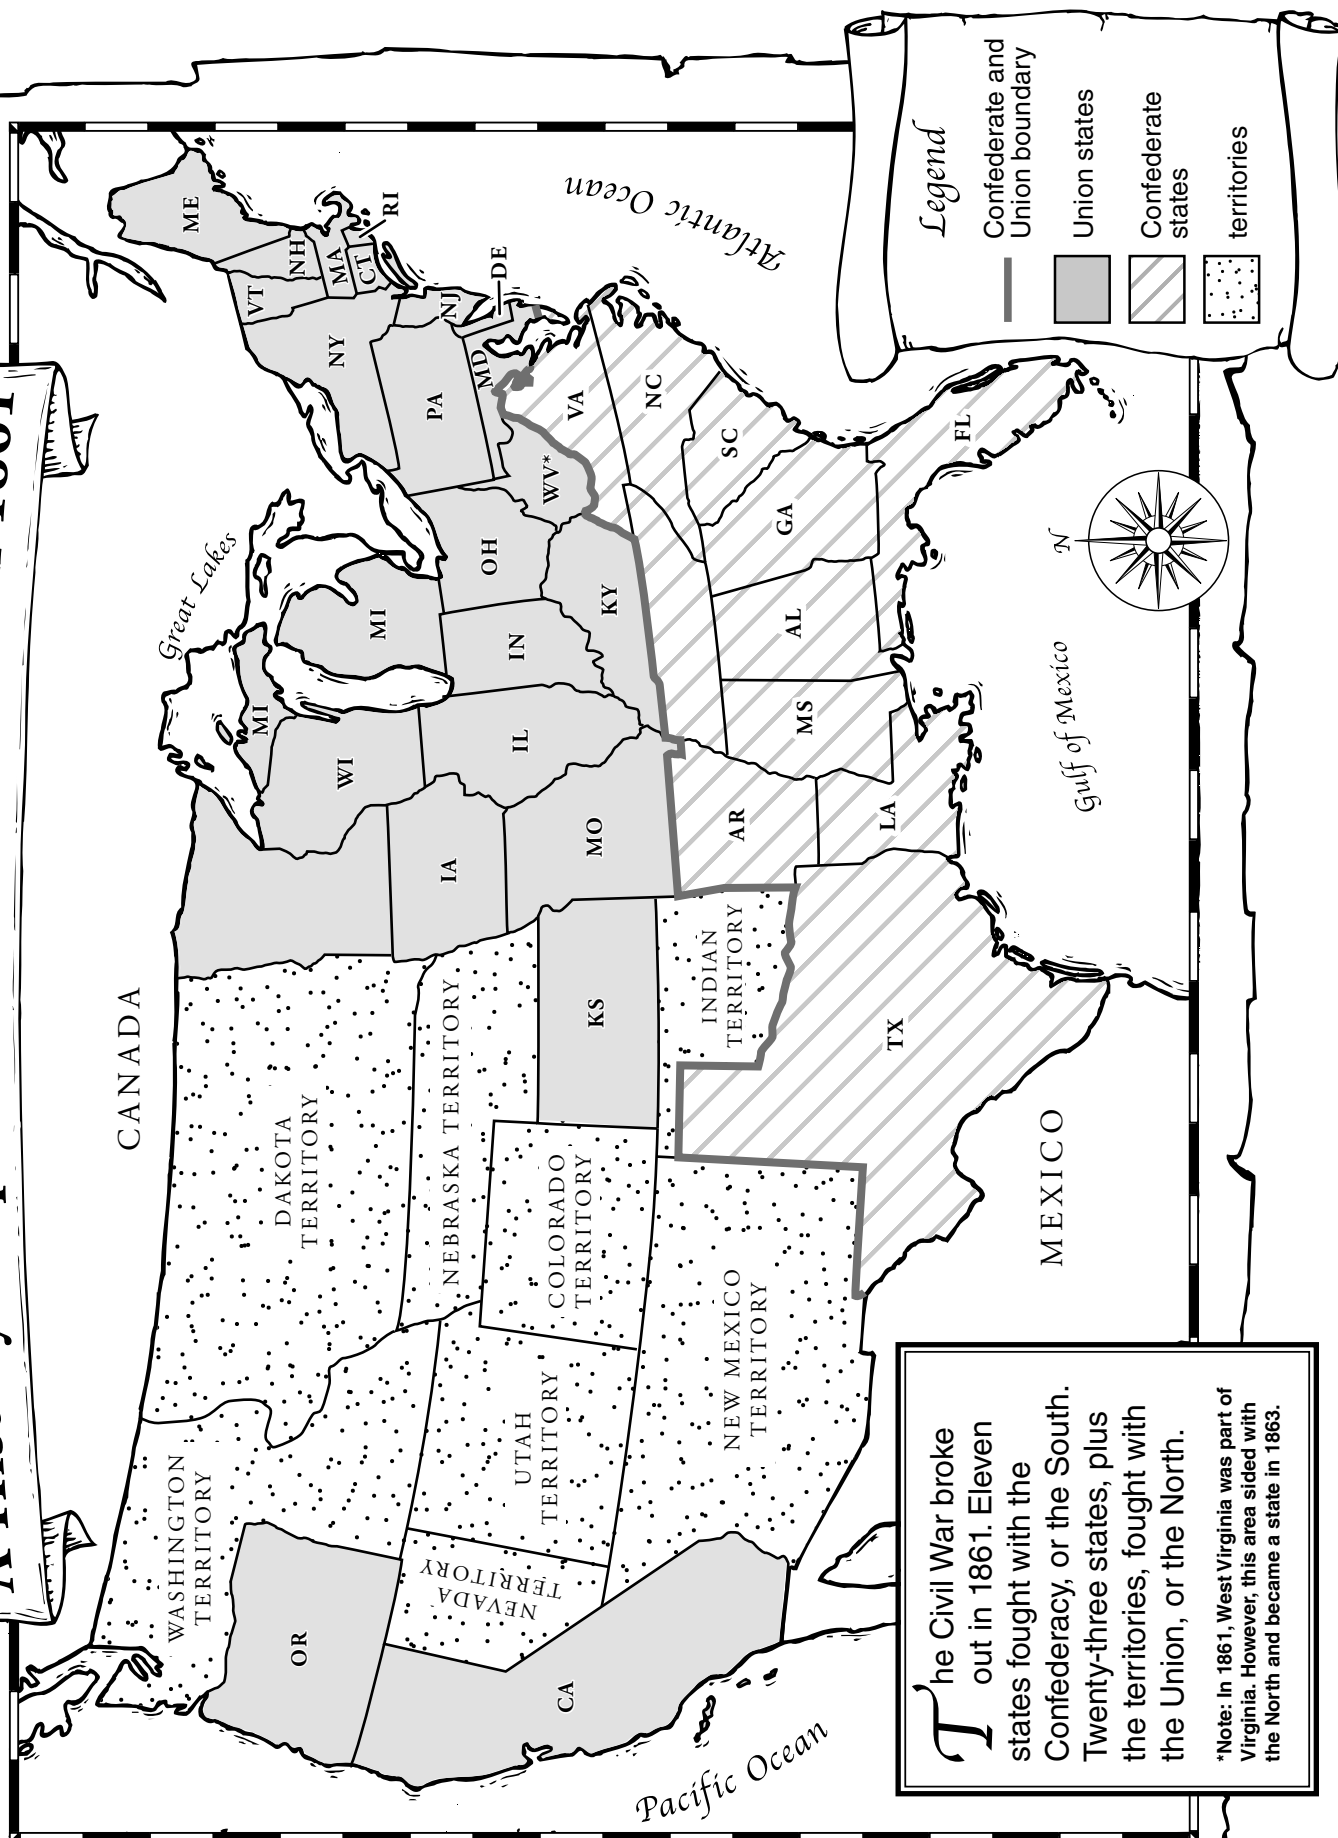 CANADA
Great Lakes
WASHINGTON
TERRITORY
DAKOTA
TERRITORY
ME
VT
NH
NY
MA
CT
RI
OR
MI
WI
MI
NEBRASKA TERRITORY
IA
PA
NJ
NEVADA
TERRITORY
UTAH
TERRITORY
COLORADO
TERRITORY
IL
IN
OH
MD
DE
CA
KS
MO
KY
WV*
VA
Atlantic Ocean
NEW MEXICO
TERRITORY
INDIAN
TERRITORY
AR
NC
SC
Pacific Ocean
TX
LA
MS
AL
GA
FL
MEXICO
Gulf of Mexico
N
The Civil War broke
out in 1861. Eleven
states fought with the
Confederacy, or the South.
Twenty-three states, plus
the territories, fought with
the Union, or the North.
*Note: In 1861, West Virginia was part of
Virginia. However, this area sided with
the North and became a state in 1863.
Legend
Confederate and
Union boundary
Union states
Confederate
states
territories